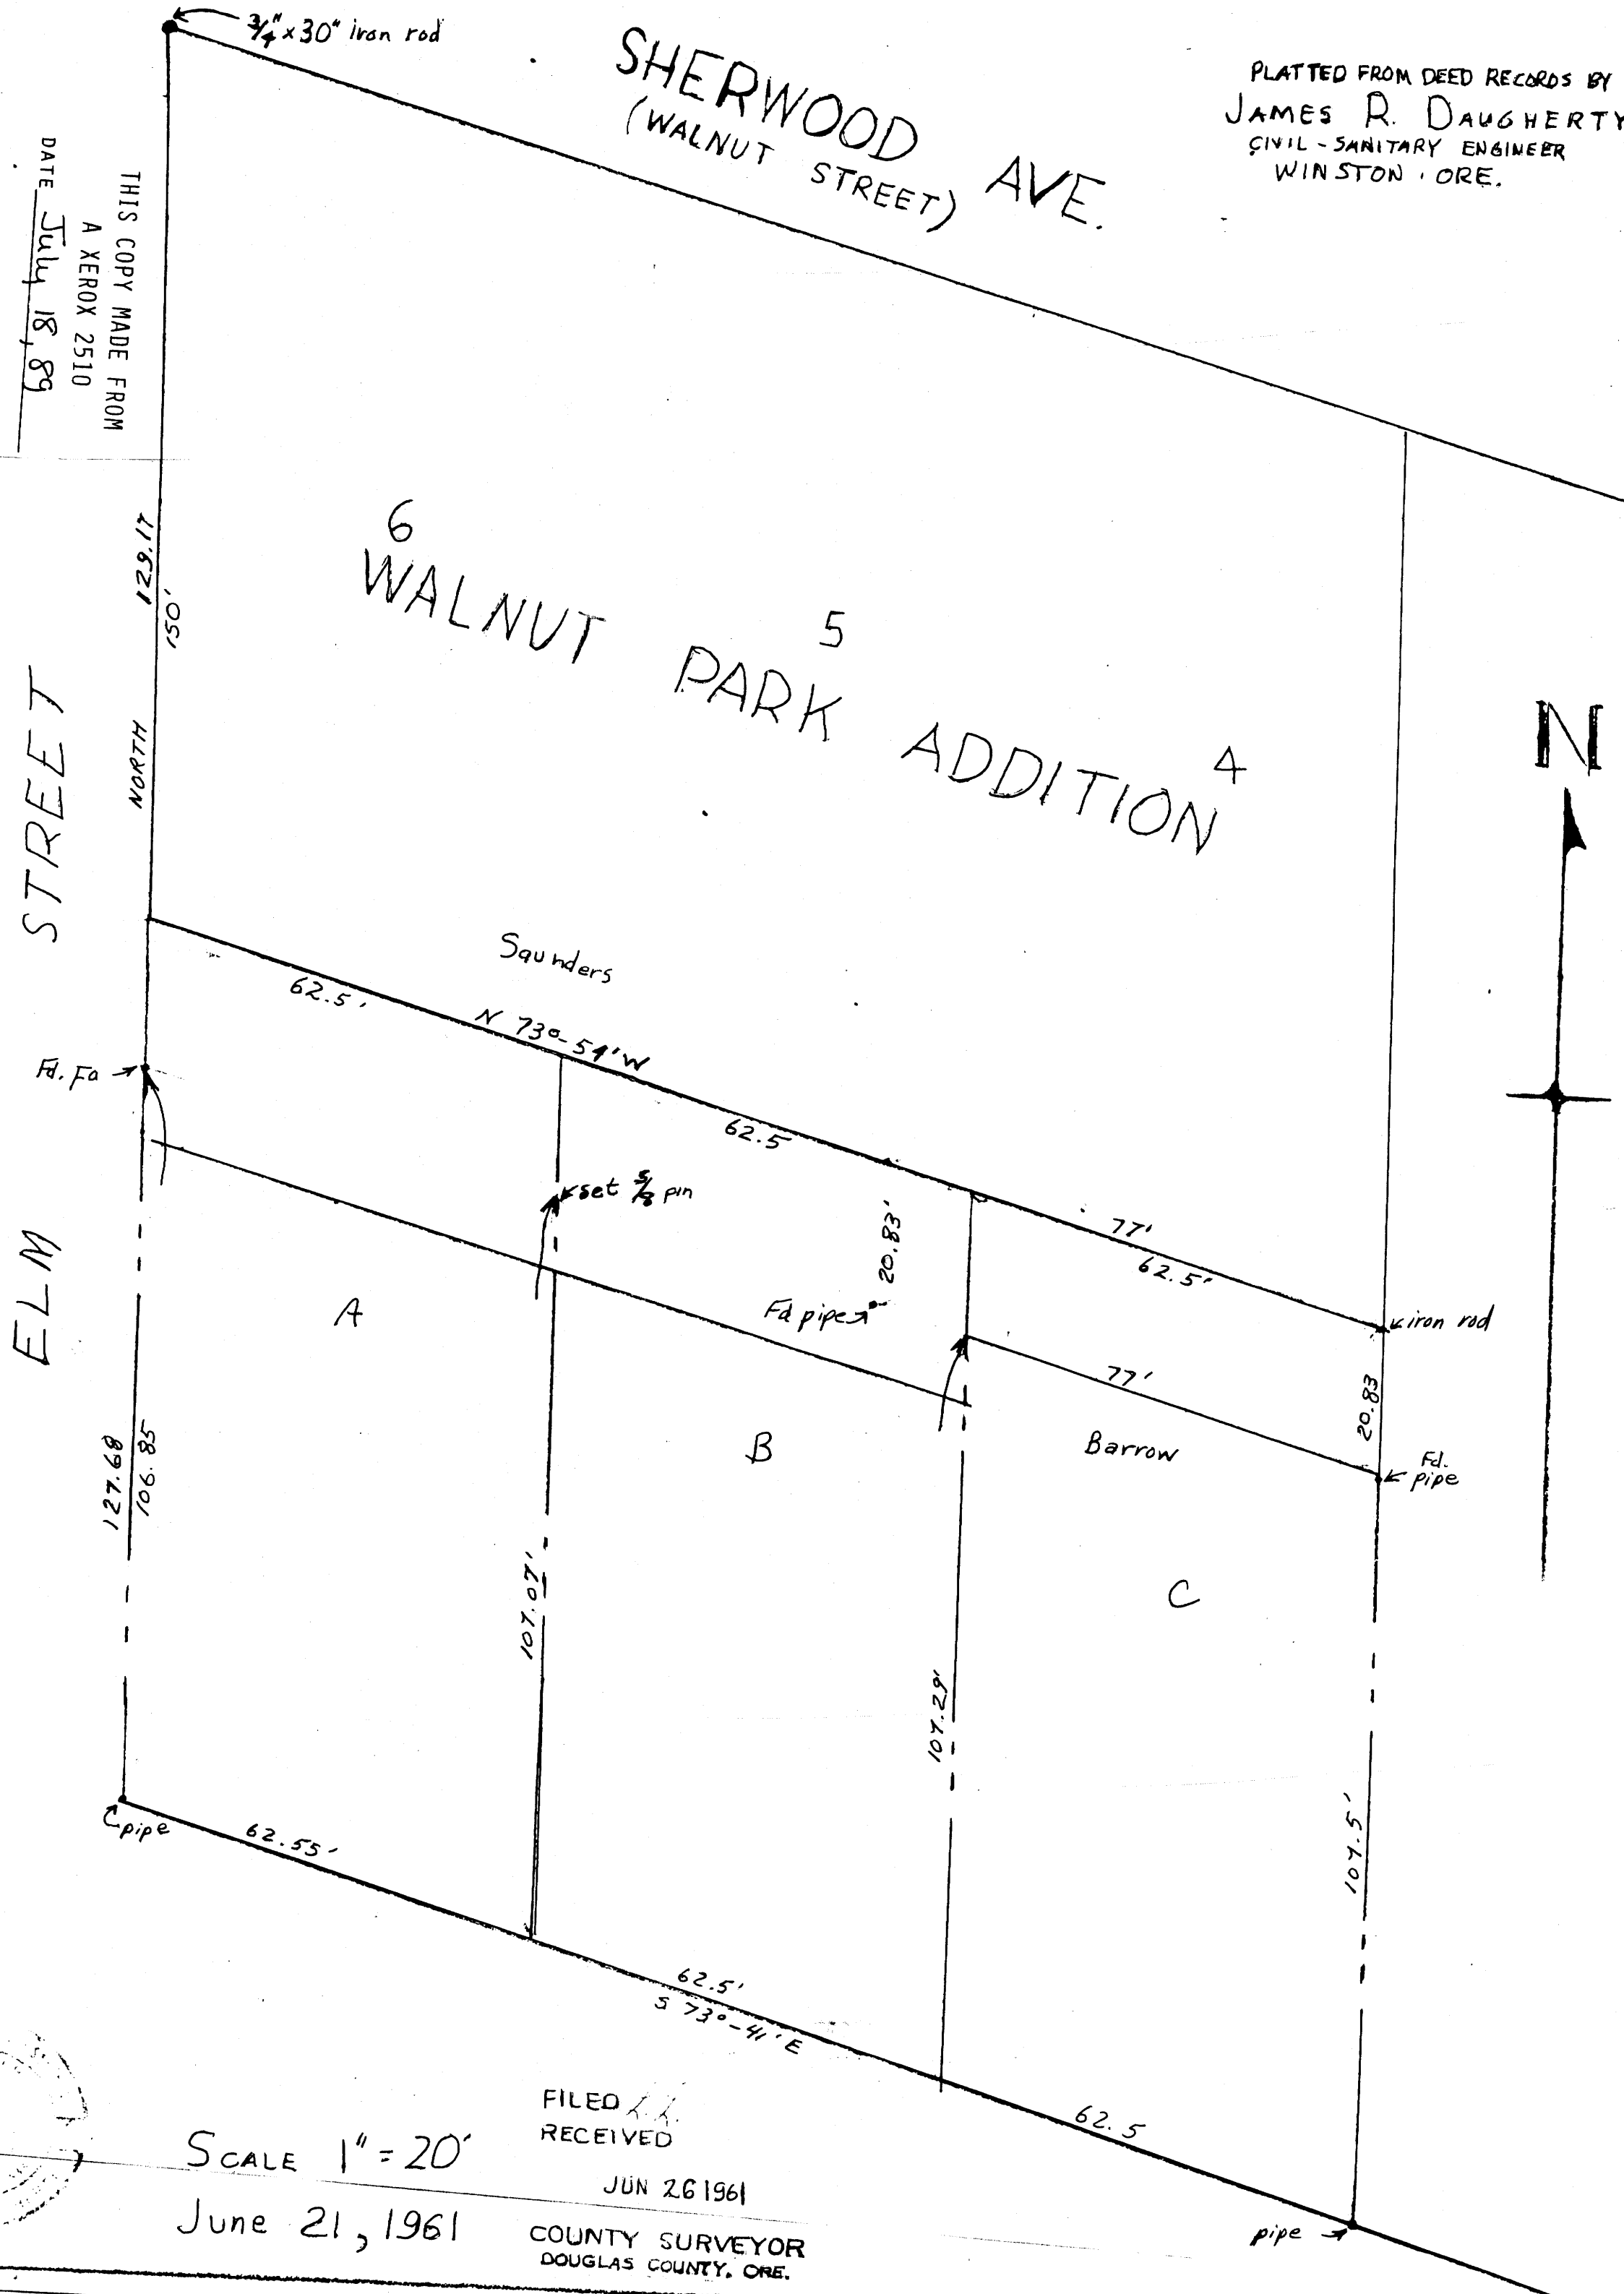 3/4" x 30" iron rod
SHERWOOD AVE.
(WALNUT STREET)
PLATTED FROM DEED RECORDS BY
JAMES R. DAUGHERTY
CIVIL - SANITARY ENGINEER
WINSTON, ORE.
THIS COPY MADE FROM
A XEROX 2510
DATE July 18, 89
129.17
150'
NORTH
6
5
4
WALNUT PARK ADDITION
N
ELM STREET
Saunders
62.5'
N 73°-54' W
62.5
77'
62.5'
Fd. Fa
set 5/8 pin
20.83'
Fd pipe
iron rod
77'
20.83
Barrow
Fd.
pipe
A
B
C
106.85
127.68
107.07'
107.29'
107.5'
pipe
62.55'
62.5'
S 73°-41' E
62.5
pipe
SCALE 1" = 20'
June 21, 1961
FILED
RECEIVED
JUN 26 1961
COUNTY SURVEYOR
DOUGLAS COUNTY, ORE.